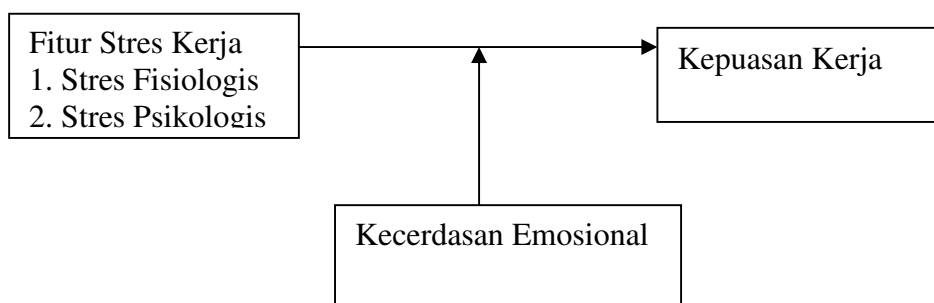 Fitur Stres Kerja
1. Stres Fisiologis
2. Stres Psikologis
Kepuasan Kerja
Kecerdasan Emosional